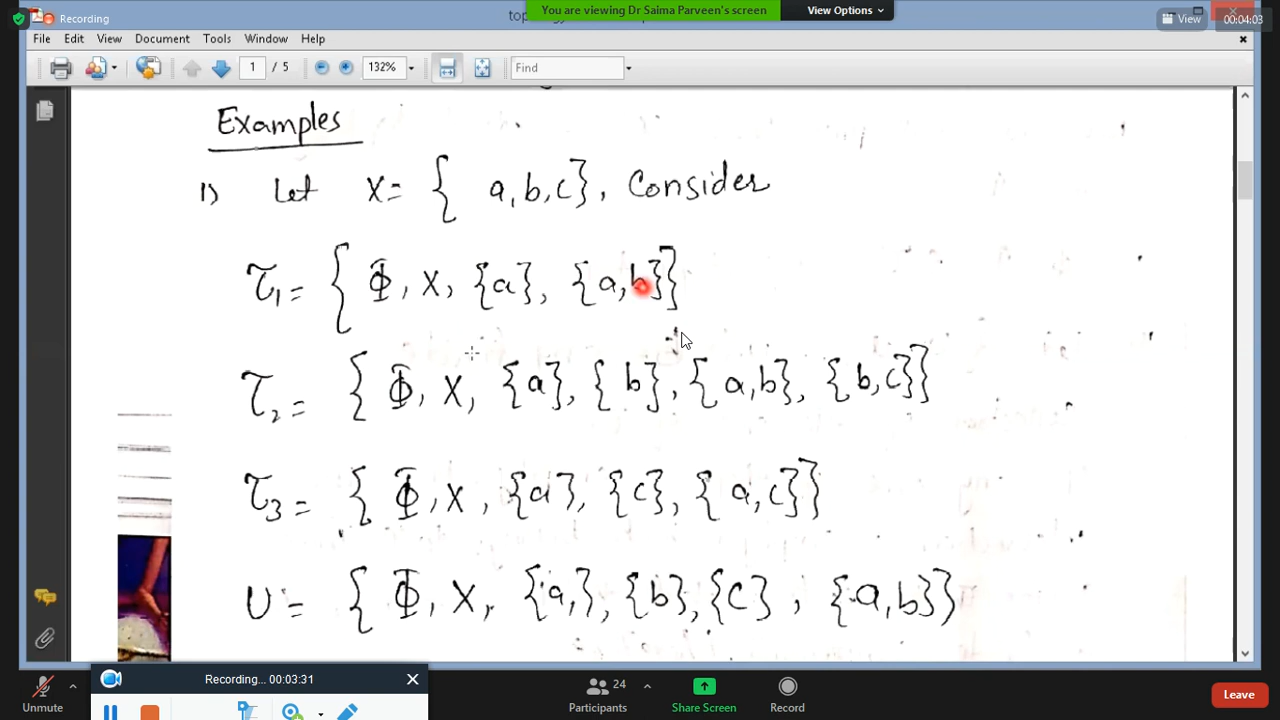 Recording
You are viewing Dr Saima Parveen's screen
View Options
View
00:04:03
File Edit View Document Tools Window Help
1 / 5 132% Find
Examples
1) Let X= { a,b,c}, Consider
τ1= { Φ, X, {a}, {a,b}}
τ2= { Φ, X, {a}, {b}, {a,b}, {b,c}}
τ3= { Φ, X, {a}, {c}, {a,c}}
U= { Φ, X, {a,}, {b}, {c}, {a,b}}
Recording... 00:03:31
Unmute
24
Participants
Share Screen
Record
Leave